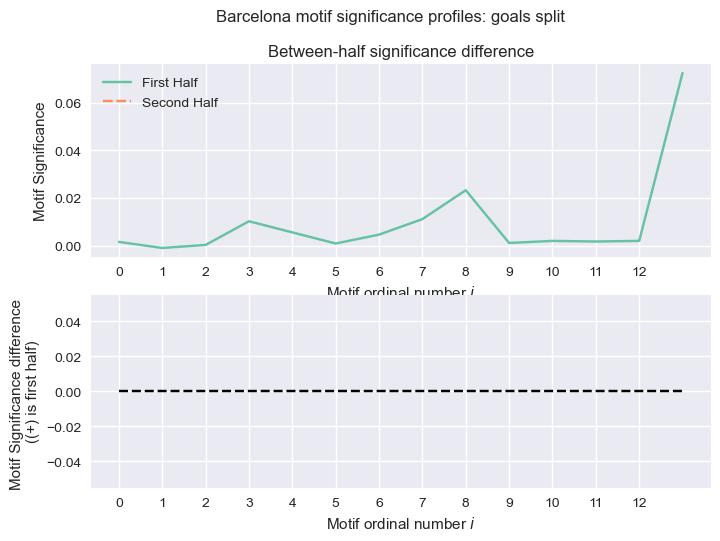 Barcelona motif significance profiles: goals split
Between-half significance difference
First Half
Second Half
Motif Significance
0.06
0.04
0.02
0.00
0 1 2 3 4 5 6 7 8 9 10 11 12
Motif ordinal number i
Motif Significance difference
((+) is first half)
0.04
0.02
0.00
−0.02
−0.04
0 1 2 3 4 5 6 7 8 9 10 11 12
Motif ordinal number i